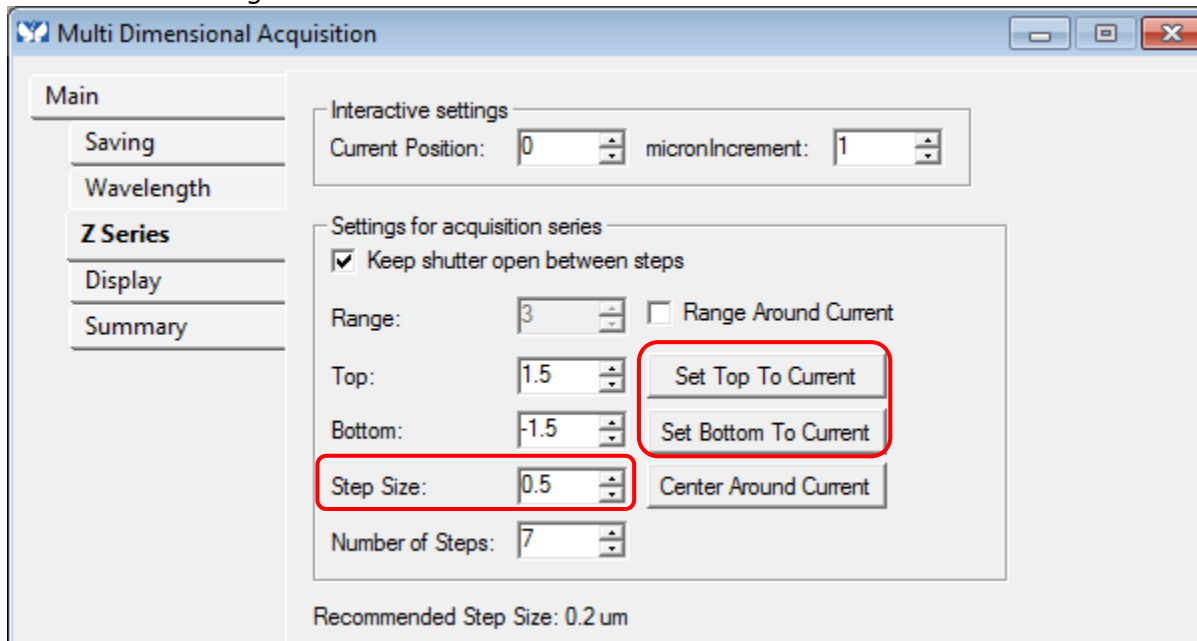 Multi Dimensional Acquisition
Main
Saving
Wavelength
Z Series
Display
Summary
Interactive settings
Current Position: 0 micronIncrement: 1
Settings for acquisition series
Keep shutter open between steps
Range: 3 Range Around Current
Top: 1.5 Set Top To Current
Bottom: -1.5 Set Bottom To Current
Step Size: 0.5 Center Around Current
Number of Steps: 7
Recommended Step Size: 0.2 um